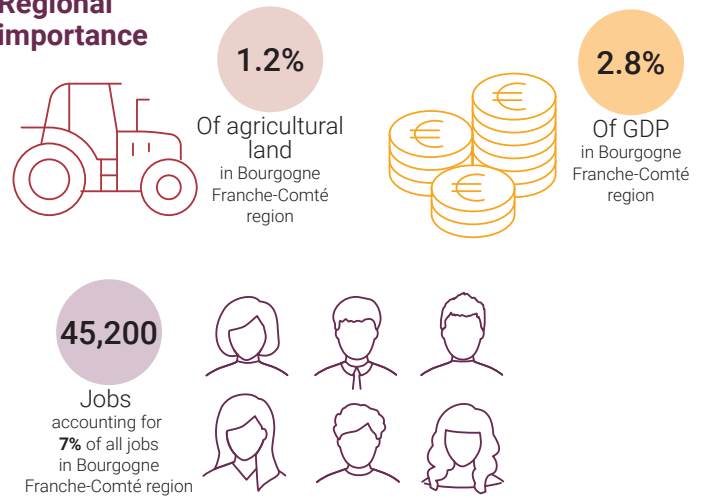 Regional
importance
1.2%
Of agricultural
land
in Bourgogne
Franche-Comté
region
2.8%
Of GDP
in Bourgogne
Franche-Comté
region
45,200
Jobs
accounting for
7% of all jobs
in Bourgogne
Franche-Comté region